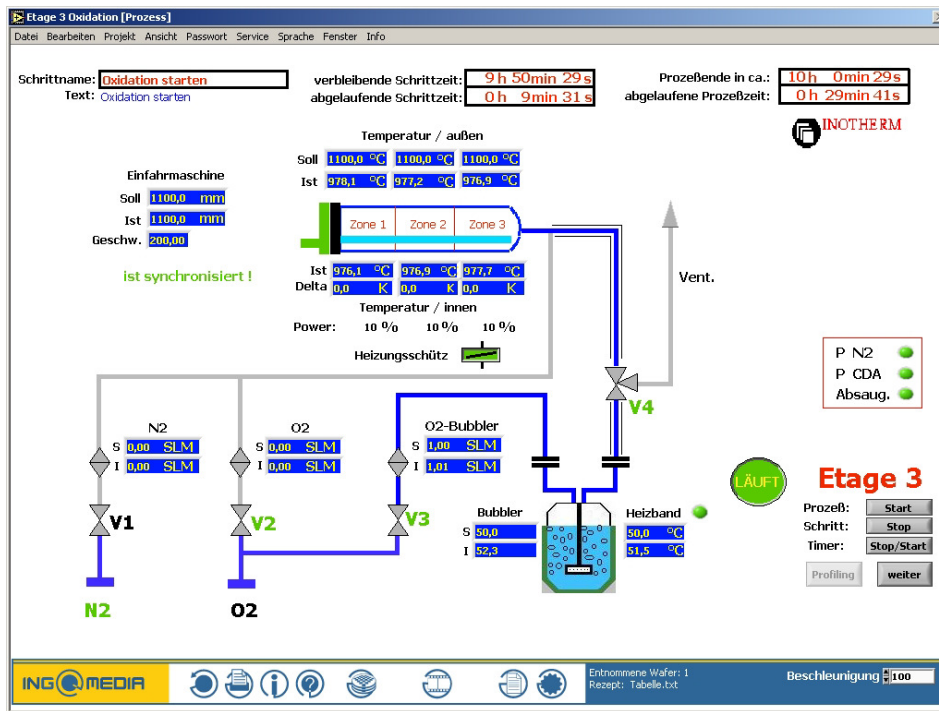 Etage 3 Oxidation [Prozess]
Datei Bearbeiten Projekt Ansicht Passwort Service Sprache Fenster Info
Schrittname: Oxidation starten
Text: Oxidation starten
verbleibende Schrittzeit: 9 h 50min 29s
abgelaufende Schrittzeit: 0 h 9min 31s
Prozeßende in ca.: 10 h 0min 29s
abgelaufene Prozeßzeit: 0 h 29min 41s
INOTHERM
Temperatur / außen
Soll 1100,0 °C 1100,0 °C 1100,0 °C
Ist 978,1 °C 977,2 °C 976,9 °C
Einfahrmaschine
Soll 1100,0 mm
Ist 1100,0 mm
Geschw. 200,00
ist synchronisiert !
Zone 1 Zone 2 Zone 3
Ist 976,1 °C 976,9 °C 977,7 °C
Delta 0,0 K 0,0 K 0,0 K
Temperatur / innen
Power: 10 % 10 % 10 %
Heizungsschütz
Vent.
P N2
P CDA
Absaug.
V4
N2
S 0,00 SLM
I 0,00 SLM
O2
S 0,00 SLM
I 0,00 SLM
O2-Bubbler
S 1,00 SLM
I 1,01 SLM
V1
V2
V3
Bubbler
S 50,0
I 52,3
Heizband
50,0 °C
51,5 °C
N2
O2
LÄUFT
Etage 3
Prozeß: Start
Schritt: Stop
Timer: Stop/Start
Profiling weiter
ING MEDIA
Entnommene Wafer: 1
Rezept: Tabelle.txt
Beschleunigung 100